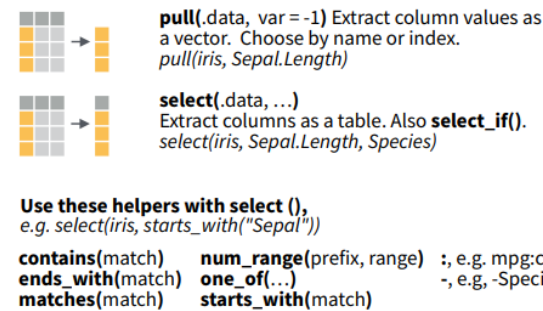 pull(.data, var = -1) Extract column values as
a vector. Choose by name or index.
pull(iris, Sepal.Length)
select(.data, …)
Extract columns as a table. Also select_if().
select(iris, Sepal.Length, Species)
Use these helpers with select (),
e.g. select(iris, starts_with("Sepal"))
contains(match) num_range(prefix, range) :, e.g. mpg:c
ends_with(match) one_of(…) -, e.g, -Speci
matches(match) starts_with(match)